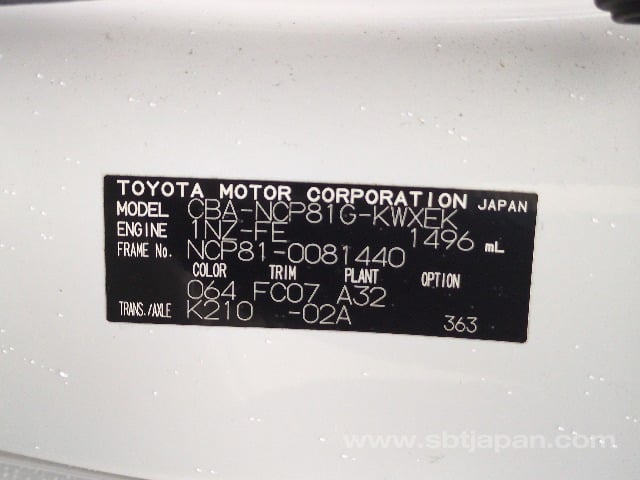 TOYOTA MOTOR CORPORATION JAPAN
MODEL CBA-NCP81G-KWXEK
ENGINE 1NZ-FE 1496 mL
FRAME No. NCP81-0081440
COLOR TRIM PLANT OPTION
064 FC07 A32
TRANS./AXLE K210 -02A 363
www.sbtjapan.com